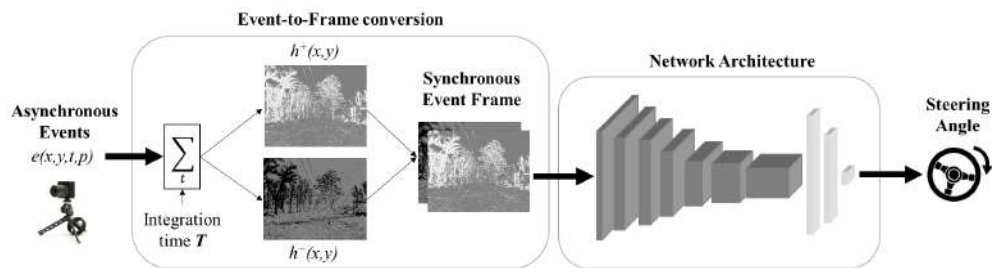 Event-to-Frame conversion
h⁺(x,y)
Synchronous
Event Frame
Network Architecture
Asynchronous
Events
e(x,y,t,p)
∑
t
Integration
time T
h⁻(x,y)
Steering
Angle